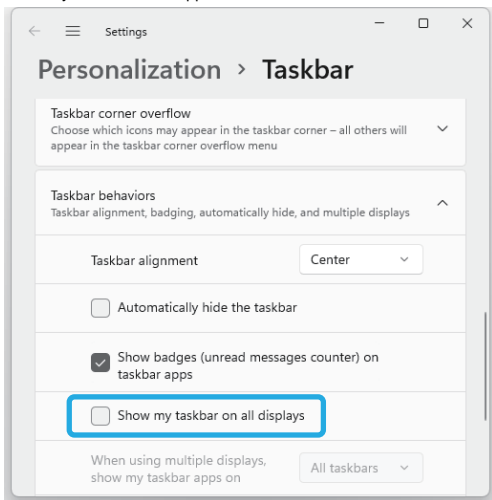 Settings
Personalization > Taskbar
Taskbar corner overflow
Choose which icons may appear in the taskbar corner – all others will
appear in the taskbar corner overflow menu
Taskbar behaviors
Taskbar alignment, badging, automatically hide, and multiple displays
Taskbar alignment
Center
Automatically hide the taskbar
Show badges (unread messages counter) on
taskbar apps
Show my taskbar on all displays
When using multiple displays,
show my taskbar apps on
All taskbars